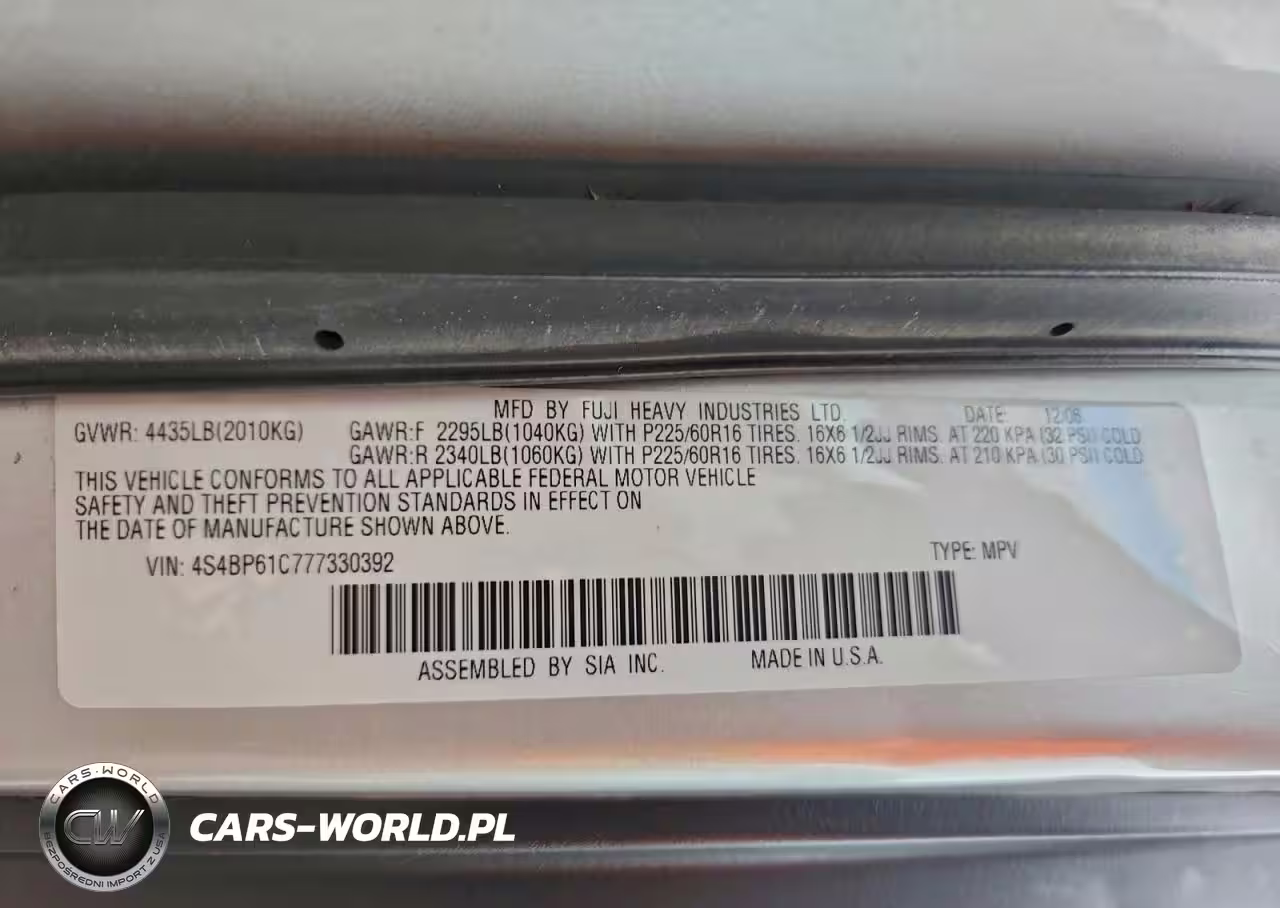 MFD BY FUJI HEAVY INDUSTRIES LTD. DATE: 12/06
GVWR: 4435LB(2010KG) GAWR:F 2295LB(1040KG) WITH P225/60R16 TIRES. 16X6 1/2JJ RIMS. AT 220 KPA (32 PSI) COLD
GAWR:R 2340LB(1060KG) WITH P225/60R16 TIRES. 16X6 1/2JJ RIMS. AT 210 KPA (30 PSI) COLD
THIS VEHICLE CONFORMS TO ALL APPLICABLE FEDERAL MOTOR VEHICLE
SAFETY AND THEFT PREVENTION STANDARDS IN EFFECT ON
THE DATE OF MANUFACTURE SHOWN ABOVE.
VIN: 4S4BP61C777330392 TYPE: MPV
ASSEMBLED BY SIA INC. MADE IN U.S.A.
CARS-WORLD
CW
BEZPOŚREDNI IMPORT Z USA
CARS-WORLD.PL